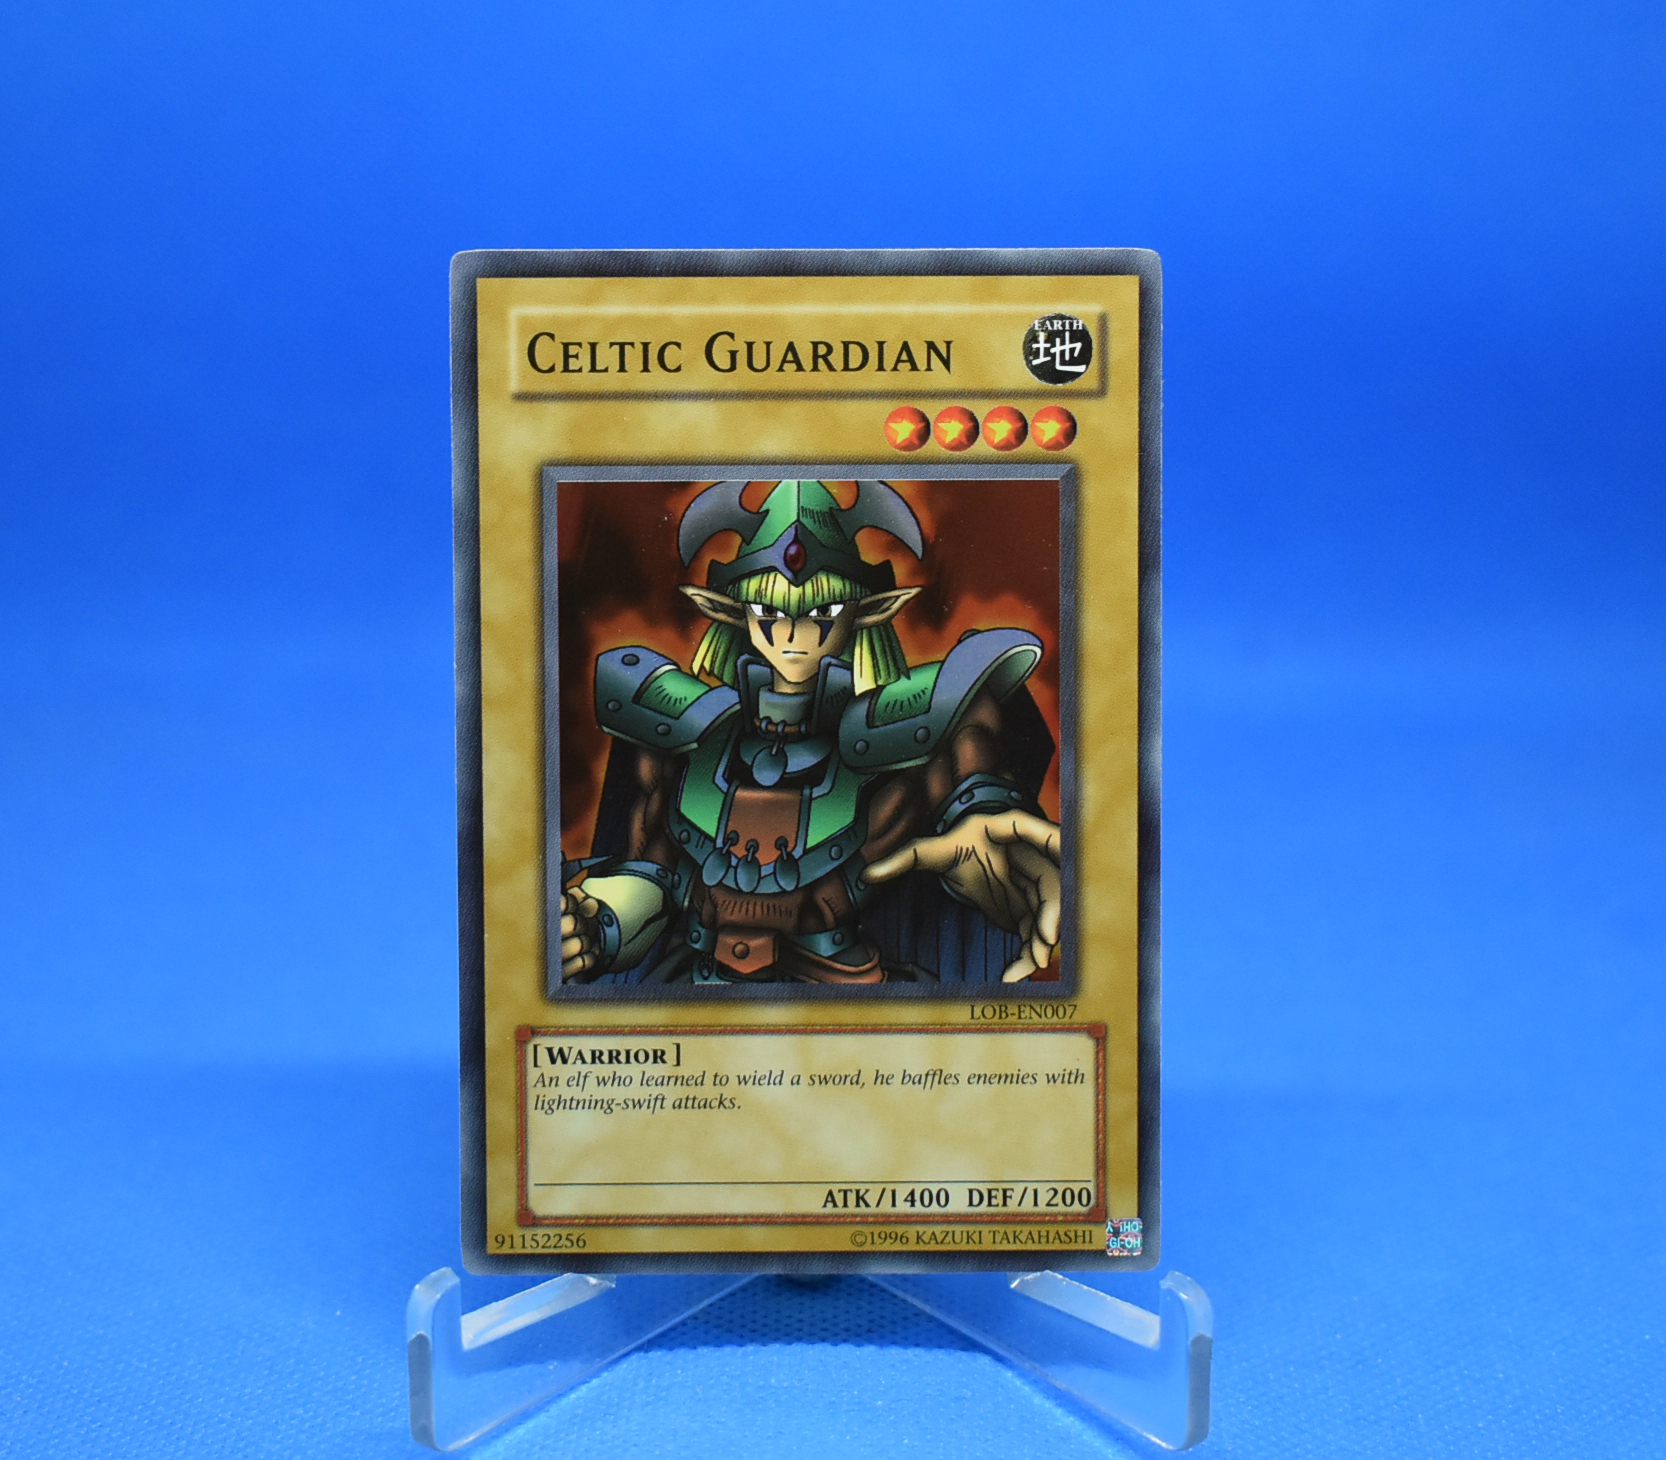 CELTIC GUARDIAN
EARTH
地
LOB-EN007
[WARRIOR]
An elf who learned to wield a sword, he baffles enemies with
lightning-swift attacks.
ATK/1400 DEF/1200
91152256
©1996 KAZUKI TAKAHASHI